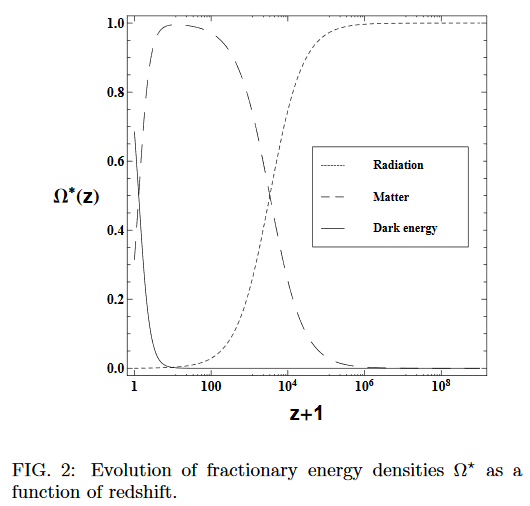 1.0
0.8
0.6
0.4
0.2
0.0
Ω*(z)
Radiation
Matter
Dark energy
1 100 10⁴ 10⁶ 10⁸
z+1
FIG. 2: Evolution of fractionary energy densities Ω* as a
function of redshift.